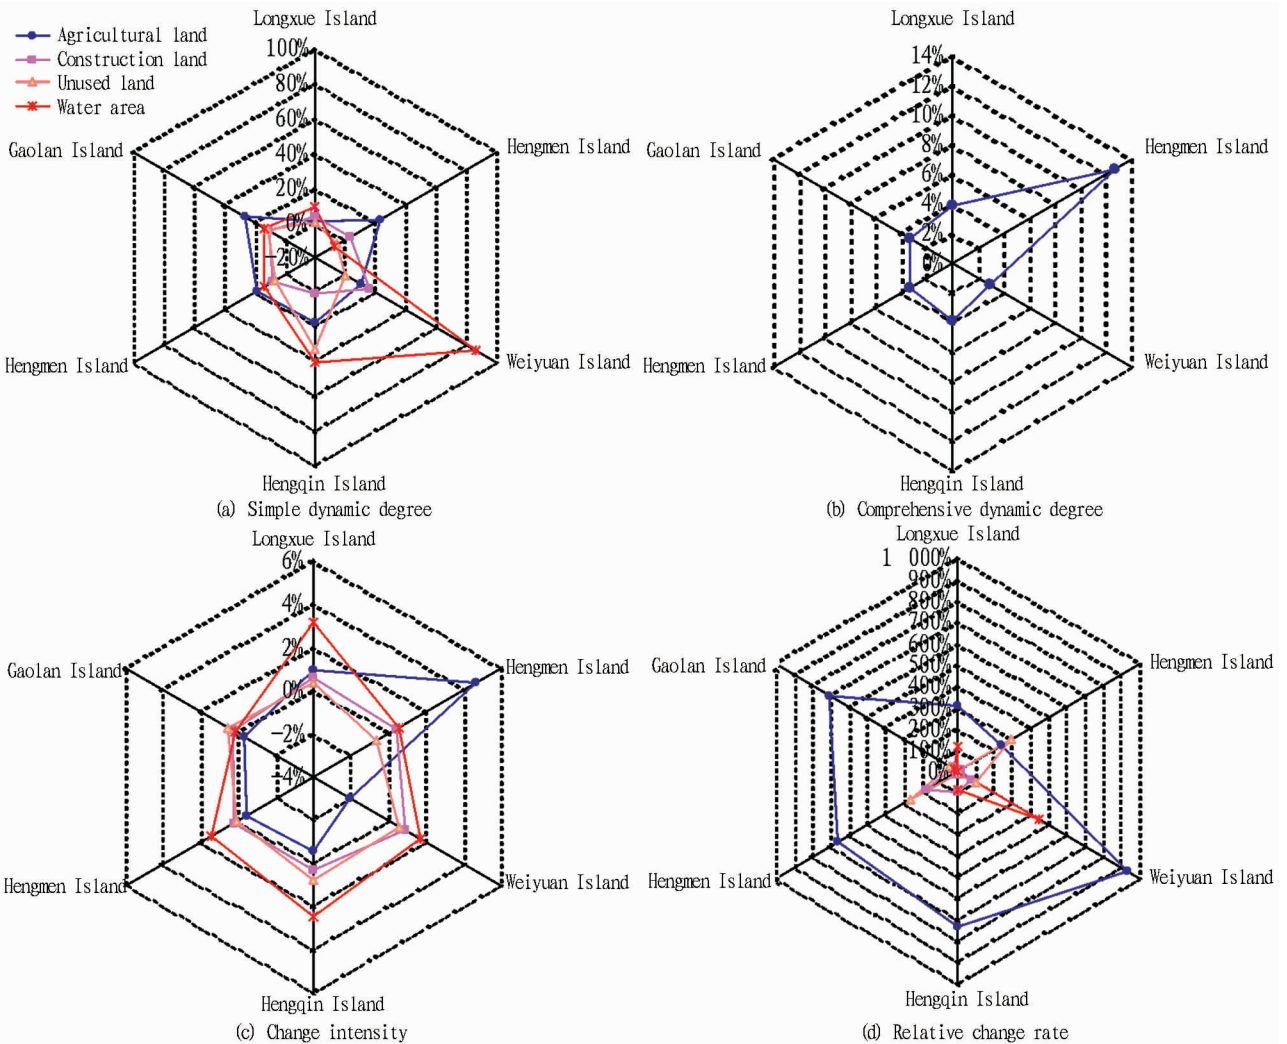 Longxue Island
Agricultural land
Construction land
Unused land
Water area
100%
80%
60%
40%
20%
0%
-20%
Gaolan Island
Hengmen Island
Hengmen Island
Weiyuan Island
Hengqin Island
(a) Simple dynamic degree
Longxue Island
14%
12%
10%
8%
6%
4%
2%
0%
Gaolan Island
Hengmen Island
Hengmen Island
Weiyuan Island
Hengqin Island
(b) Comprehensive dynamic degree
Longxue Island
6%
4%
2%
0%
-2%
-4%
Gaolan Island
Hengmen Island
Hengmen Island
Weiyuan Island
Hengqin Island
(c) Change intensity
Longxue Island
1 000%
900%
800%
700%
600%
500%
400%
300%
200%
100%
0%
Gaolan Island
Hengmen Island
Hengmen Island
Weiyuan Island
Hengqin Island
(d) Relative change rate